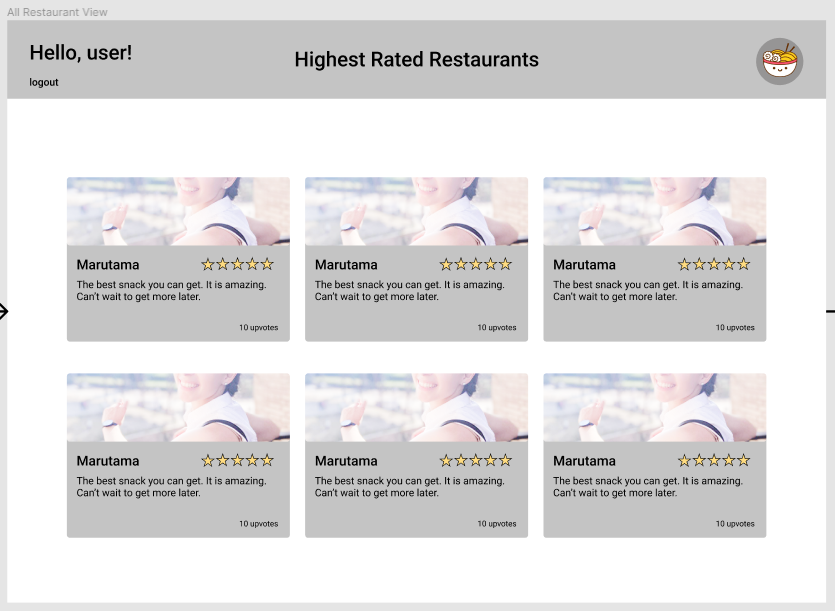 All Restaurant View
Hello, user!
logout
Highest Rated Restaurants
Marutama
The best snack you can get. It is amazing.
Can't wait to get more later.
10 upvotes
Marutama
The best snack you can get. It is amazing.
Can't wait to get more later.
10 upvotes
Marutama
The best snack you can get. It is amazing.
Can't wait to get more later.
10 upvotes
Marutama
The best snack you can get. It is amazing.
Can't wait to get more later.
10 upvotes
Marutama
The best snack you can get. It is amazing.
Can't wait to get more later.
10 upvotes
Marutama
The best snack you can get. It is amazing.
Can't wait to get more later.
10 upvotes